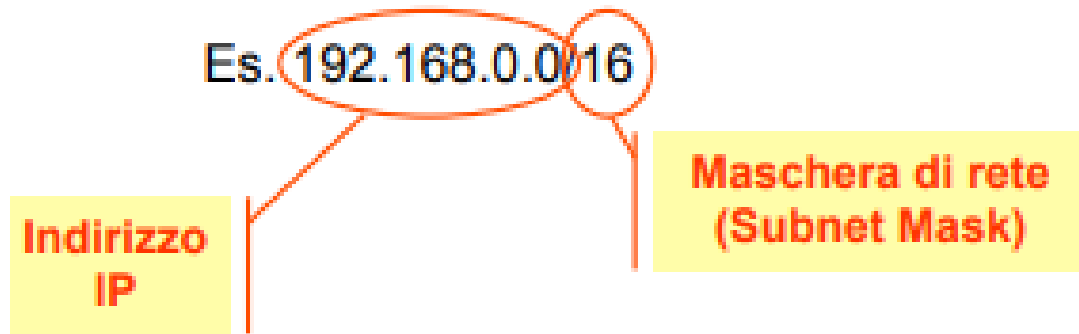 Es. 192.168.0.0/16
Maschera di rete
(Subnet Mask)
Indirizzo
IP